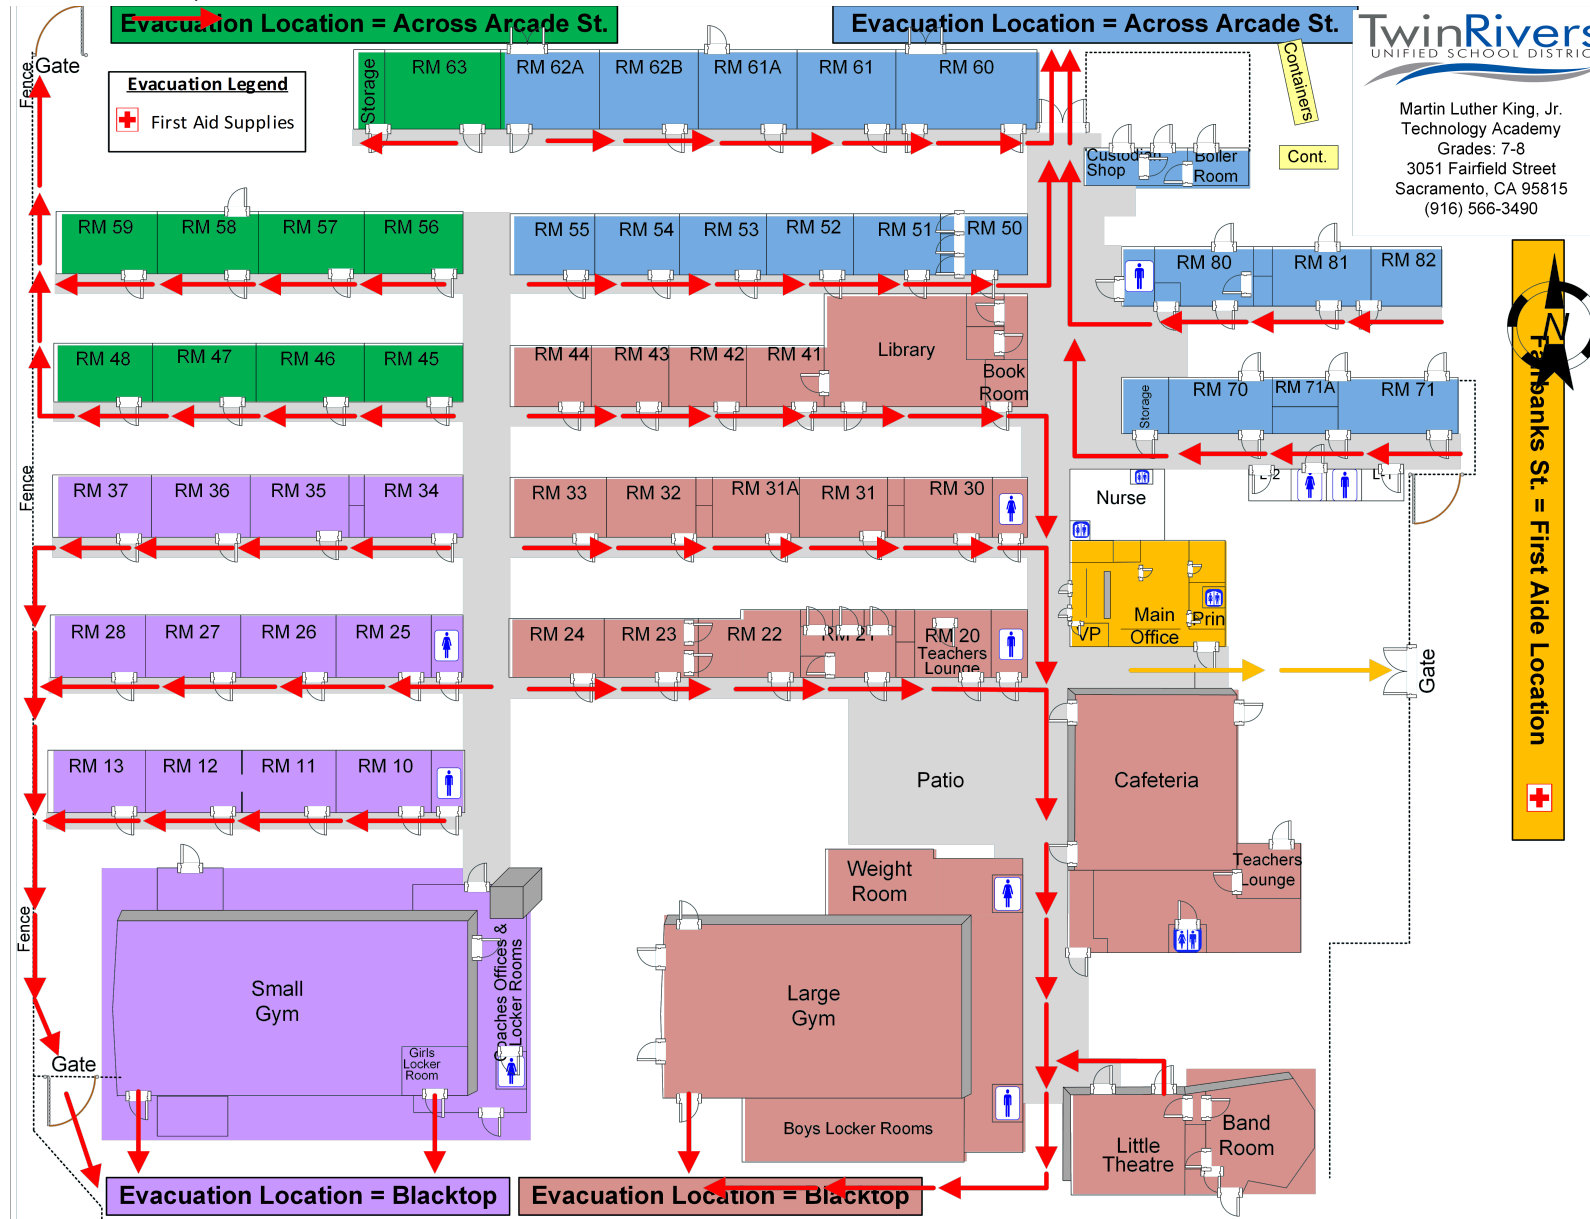 Evacuation Location = Across Arcade St.
Evacuation Location = Across Arcade St.
TwinRivers
UNIFIED SCHOOL DISTRICT
Martin Luther King, Jr.
Technology Academy
Grades: 7-8
3051 Fairfield Street
Sacramento, CA 95815
(916) 566-3490
Gate
Fence
Evacuation Legend
First Aid Supplies
Storage
RM 63
RM 62A
RM 62B
RM 61A
RM 61
RM 60
Containers
Cont.
Custodian
Shop
Boiler
Room
RM 59
RM 58
RM 57
RM 56
RM 55
RM 54
RM 53
RM 52
RM 51
RM 50
RM 80
RM 81
RM 82
N
RM 48
RM 47
RM 46
RM 45
RM 44
RM 43
RM 42
RM 41
Library
Book
Room
Storage
RM 70
RM 71A
RM 71
Fairbanks St. = First Aide Location
Fence
RM 37
RM 36
RM 35
RM 34
RM 33
RM 32
RM 31A
RM 31
RM 30
Nurse
L-2
L-1
RM 28
RM 27
RM 26
RM 25
RM 24
RM 23
RM 22
RM 21
RM 20
Teachers
Lounge
VP
Main
Office
Prin
Gate
RM 13
RM 12
RM 11
RM 10
Patio
Cafeteria
Teachers
Lounge
Weight
Room
Fence
Small
Gym
Coaches Offices &
Locker Rooms
Girls
Locker
Room
Large
Gym
Boys Locker Rooms
Gate
Little
Theatre
Band
Room
Evacuation Location = Blacktop
Evacuation Location = Blacktop